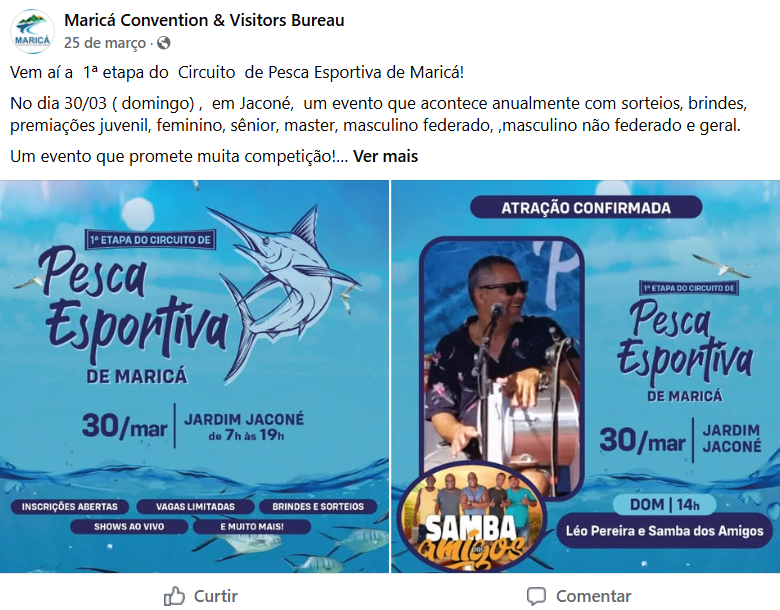 MARICÁ
Maricá Convention & Visitors Bureau
25 de março ·
Vem aí a 1ª etapa do Circuito de Pesca Esportiva de Maricá!
No dia 30/03 ( domingo) , em Jaconé, um evento que acontece anualmente com sorteios, brindes,
premiações juvenil, feminino, sênior, master, masculino federado, ,masculino não federado e geral.
Um evento que promete muita competição!... Ver mais
1ª ETAPA DO CIRCUITO DE
Pesca
Esportiva
DE MARICÁ
30/mar
JARDIM JACONÉ
de 7h às 19h
INSCRIÇÕES ABERTAS
VAGAS LIMITADAS
BRINDES E SORTEIOS
SHOWS AO VIVO
E MUITO MAIS!
ATRAÇÃO CONFIRMADA
P
1ª ETAPA DO CIRCUITO DE
Pesca
Esportiva
DE MARICÁ
30/mar
JARDIM
JACONÉ
SAMBA
dos
amigos
DOM | 14h
Léo Pereira e Samba dos Amigos
Curtir
Comentar